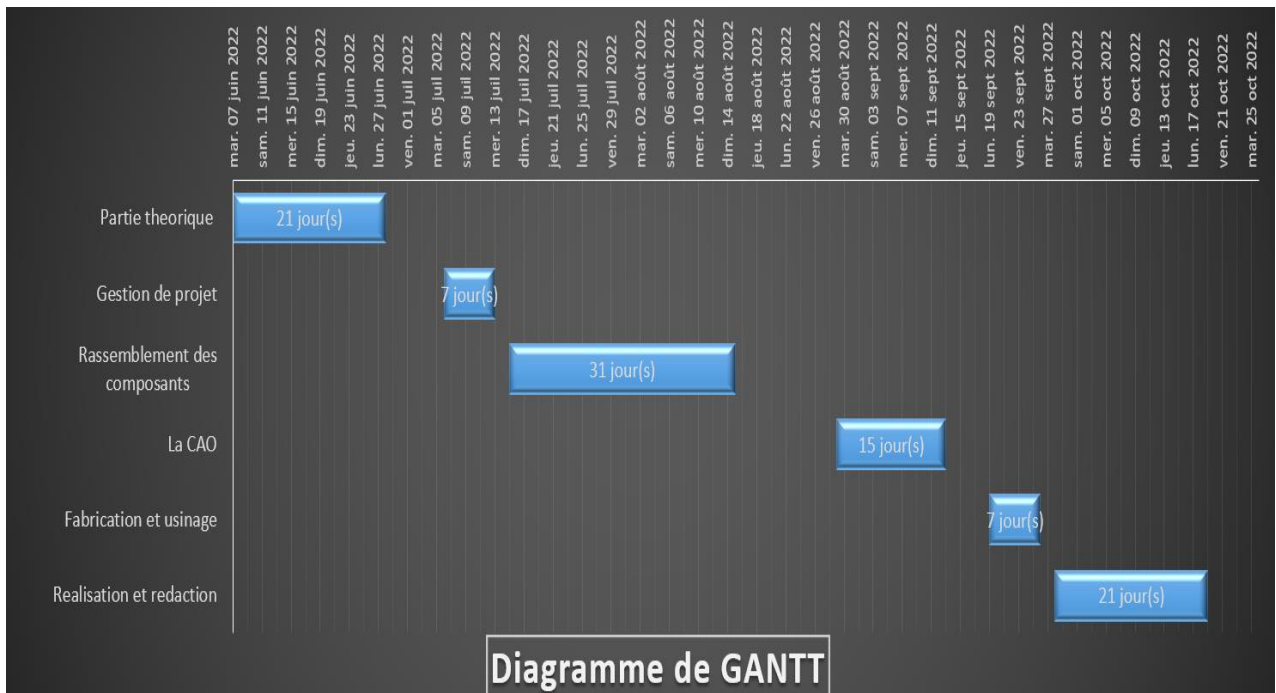 mar. 07 juin 2022
sam. 11 juin 2022
mer. 15 juin 2022
dim. 19 juin 2022
jeu. 23 juin 2022
lun. 27 juin 2022
ven. 01 juil 2022
mar. 05 juil 2022
sam. 09 juil 2022
mer. 13 juil 2022
dim. 17 juil 2022
jeu. 21 juil 2022
lun. 25 juil 2022
ven. 29 juil 2022
mar. 02 août 2022
sam. 06 août 2022
mer. 10 août 2022
dim. 14 août 2022
jeu. 18 août 2022
lun. 22 août 2022
ven. 26 août 2022
mar. 30 août 2022
sam. 03 sept 2022
mer. 07 sept 2022
dim. 11 sept 2022
jeu. 15 sept 2022
lun. 19 sept 2022
ven. 23 sept 2022
mar. 27 sept 2022
sam. 01 oct 2022
mer. 05 oct 2022
dim. 09 oct 2022
jeu. 13 oct 2022
lun. 17 oct 2022
ven. 21 oct 2022
mar. 25 oct 2022
Partie theorique
21 jour(s)
Gestion de projet
7 jour(s)
Rassemblement des
composants
31 jour(s)
La CAO
15 jour(s)
Fabrication et usinage
7 jour(s)
Realisation et redaction
21 jour(s)
Diagramme de GANTT